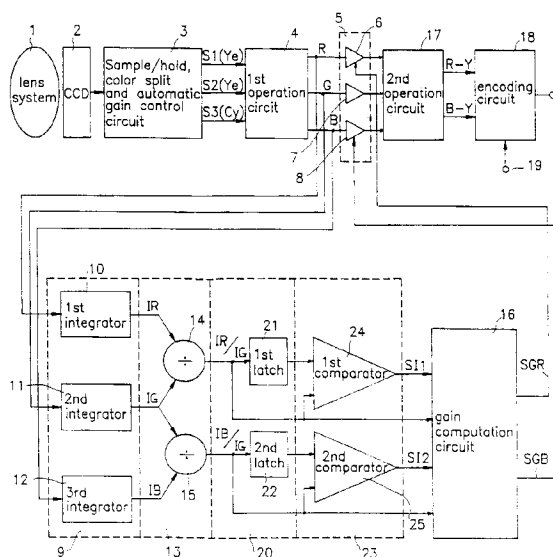 1
2
3
4
5
6
17
18
lens system
CCD
Sample/hold, color split and automatic gain control circuit
S1(Ye)
S2(Ye)
S3(Cy)
1st operation circit
R
G
B
7
8
2nd operation circuit
R-Y
B-Y
encoding circuit
19
10
1st integrator
IR
14
÷
IR/IG
21
1st latch
24
1st comparator
SI1
16
SGR
11
2nd integrator
IG
gain computation circuit
12
3rd integrator
IB
÷
15
IB/IG
2nd latch
22
2nd comparator
25
SI2
SGB
9
13
20
23